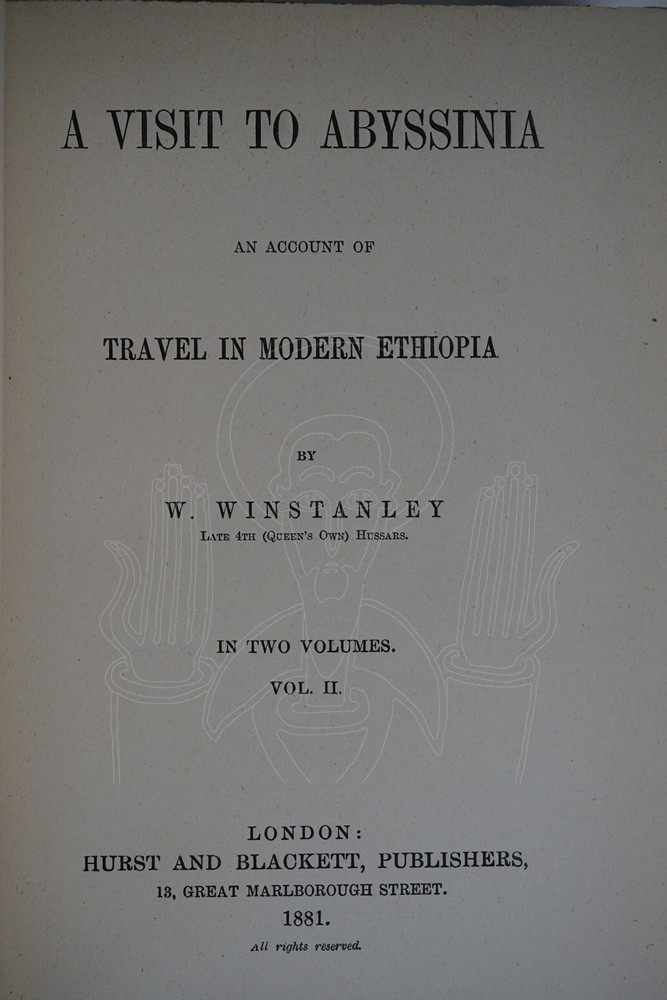 A VISIT TO ABYSSINIA
AN ACCOUNT OF
TRAVEL IN MODERN ETHIOPIA
BY
W. WINSTANLEY
LATE 4TH (QUEEN'S OWN) HUSSARS.
IN TWO VOLUMES.
VOL. II.
LONDON:
HURST AND BLACKETT, PUBLISHERS,
13, GREAT MARLBOROUGH STREET.
1881.
All rights reserved.